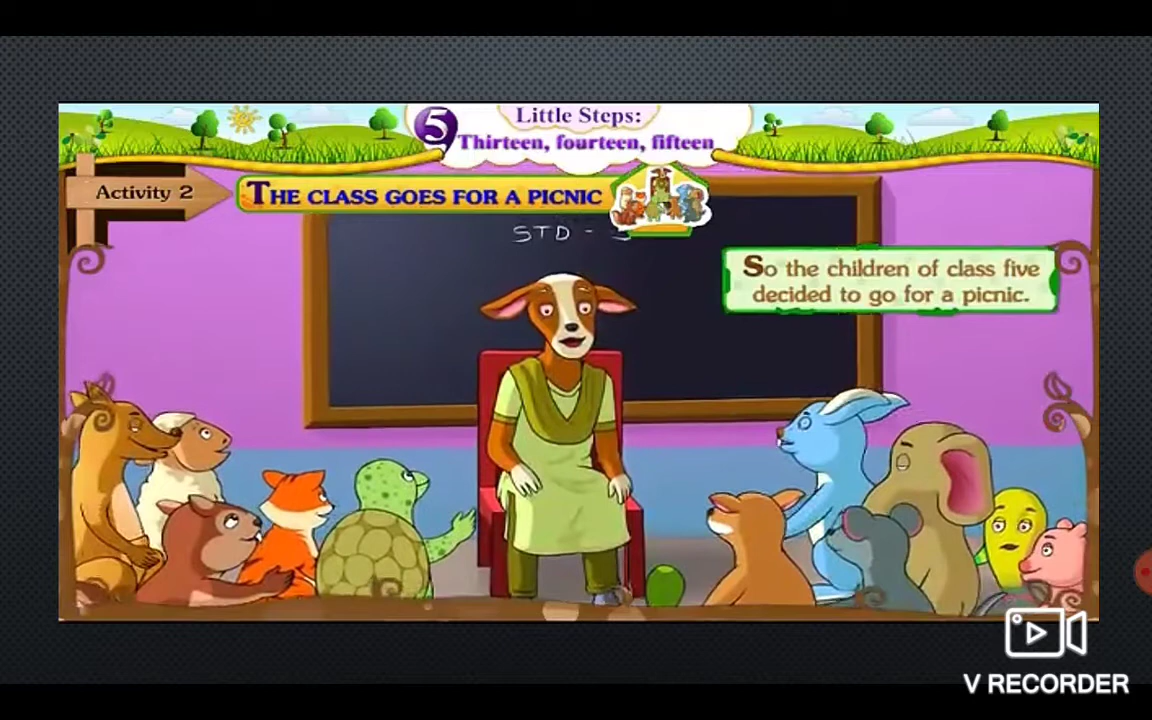 5
Little Steps:
Thirteen, fourteen, fifteen
Activity 2
THE CLASS GOES FOR A PICNIC
STD -
So the children of class five
decided to go for a picnic.
V RECORDER